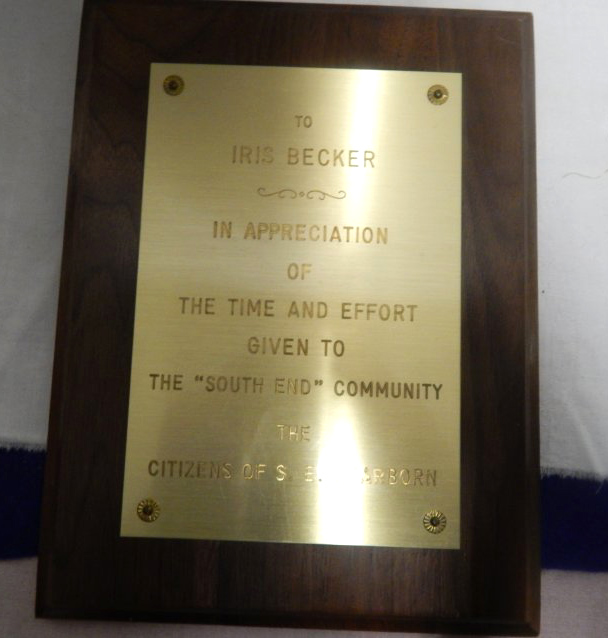 TO
IRIS BECKER
IN APPRECIATION
OF
THE TIME AND EFFORT
GIVEN TO
THE "SOUTH END" COMMUNITY
THE
CITIZENS OF S. E.